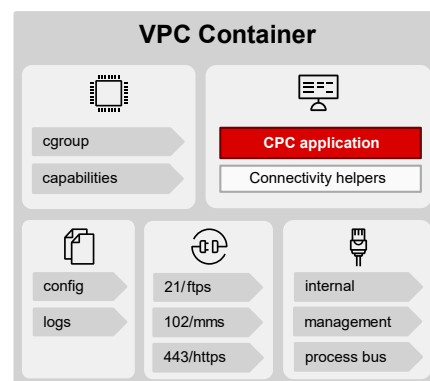 VPC Container
cgroup
capabilities
CPC application
Connectivity helpers
config
logs
21/ftps
102/mms
443/https
internal
management
process bus